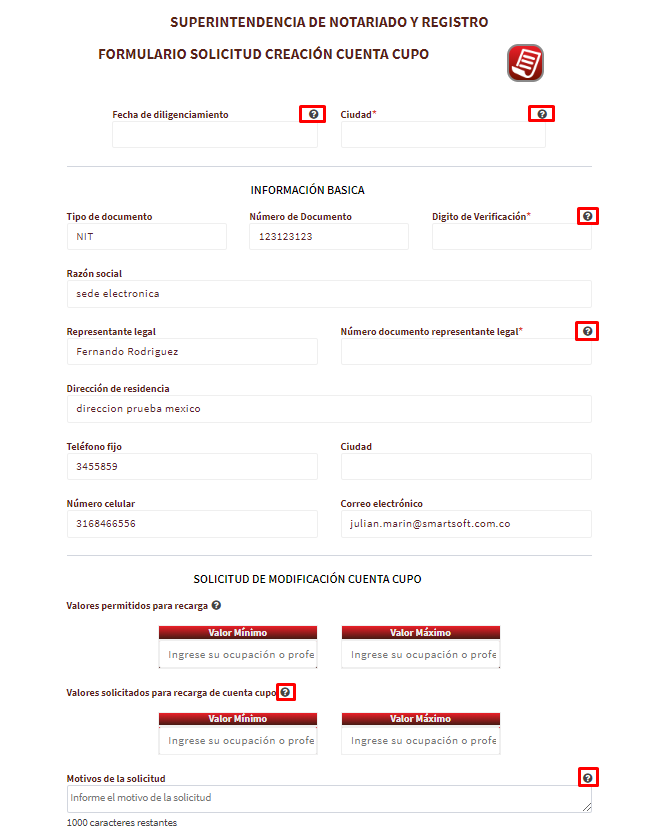 SUPERINTENDENCIA DE NOTARIADO Y REGISTRO
FORMULARIO SOLICITUD CREACIÓN CUENTA CUPO
Fecha de diligenciamiento ?
Ciudad* ?
INFORMACIÓN BASICA
Tipo de documento
Número de Documento
Digito de Verificación* ?
NIT
123123123
Razón social
sede electronica
Representante legal
Número documento representante legal* ?
Fernando Rodriguez
Dirección de residencia
direccion prueba mexico
Teléfono fijo
Ciudad
3455859
Número celular
Correo electrónico
3168466556
julian.marin@smartsoft.com.co
SOLICITUD DE MODIFICACIÓN CUENTA CUPO
Valores permitidos para recarga ?
Valor Mínimo
Valor Máximo
Ingrese su ocupación o profe
Ingrese su ocupación o profe
Valores solicitados para recarga de cuenta cupo ?
Valor Mínimo
Valor Máximo
Ingrese su ocupación o profe
Ingrese su ocupación o profe
Motivos de la solicitud ?
Informe el motivo de la solicitud
1000 caracteres restantes